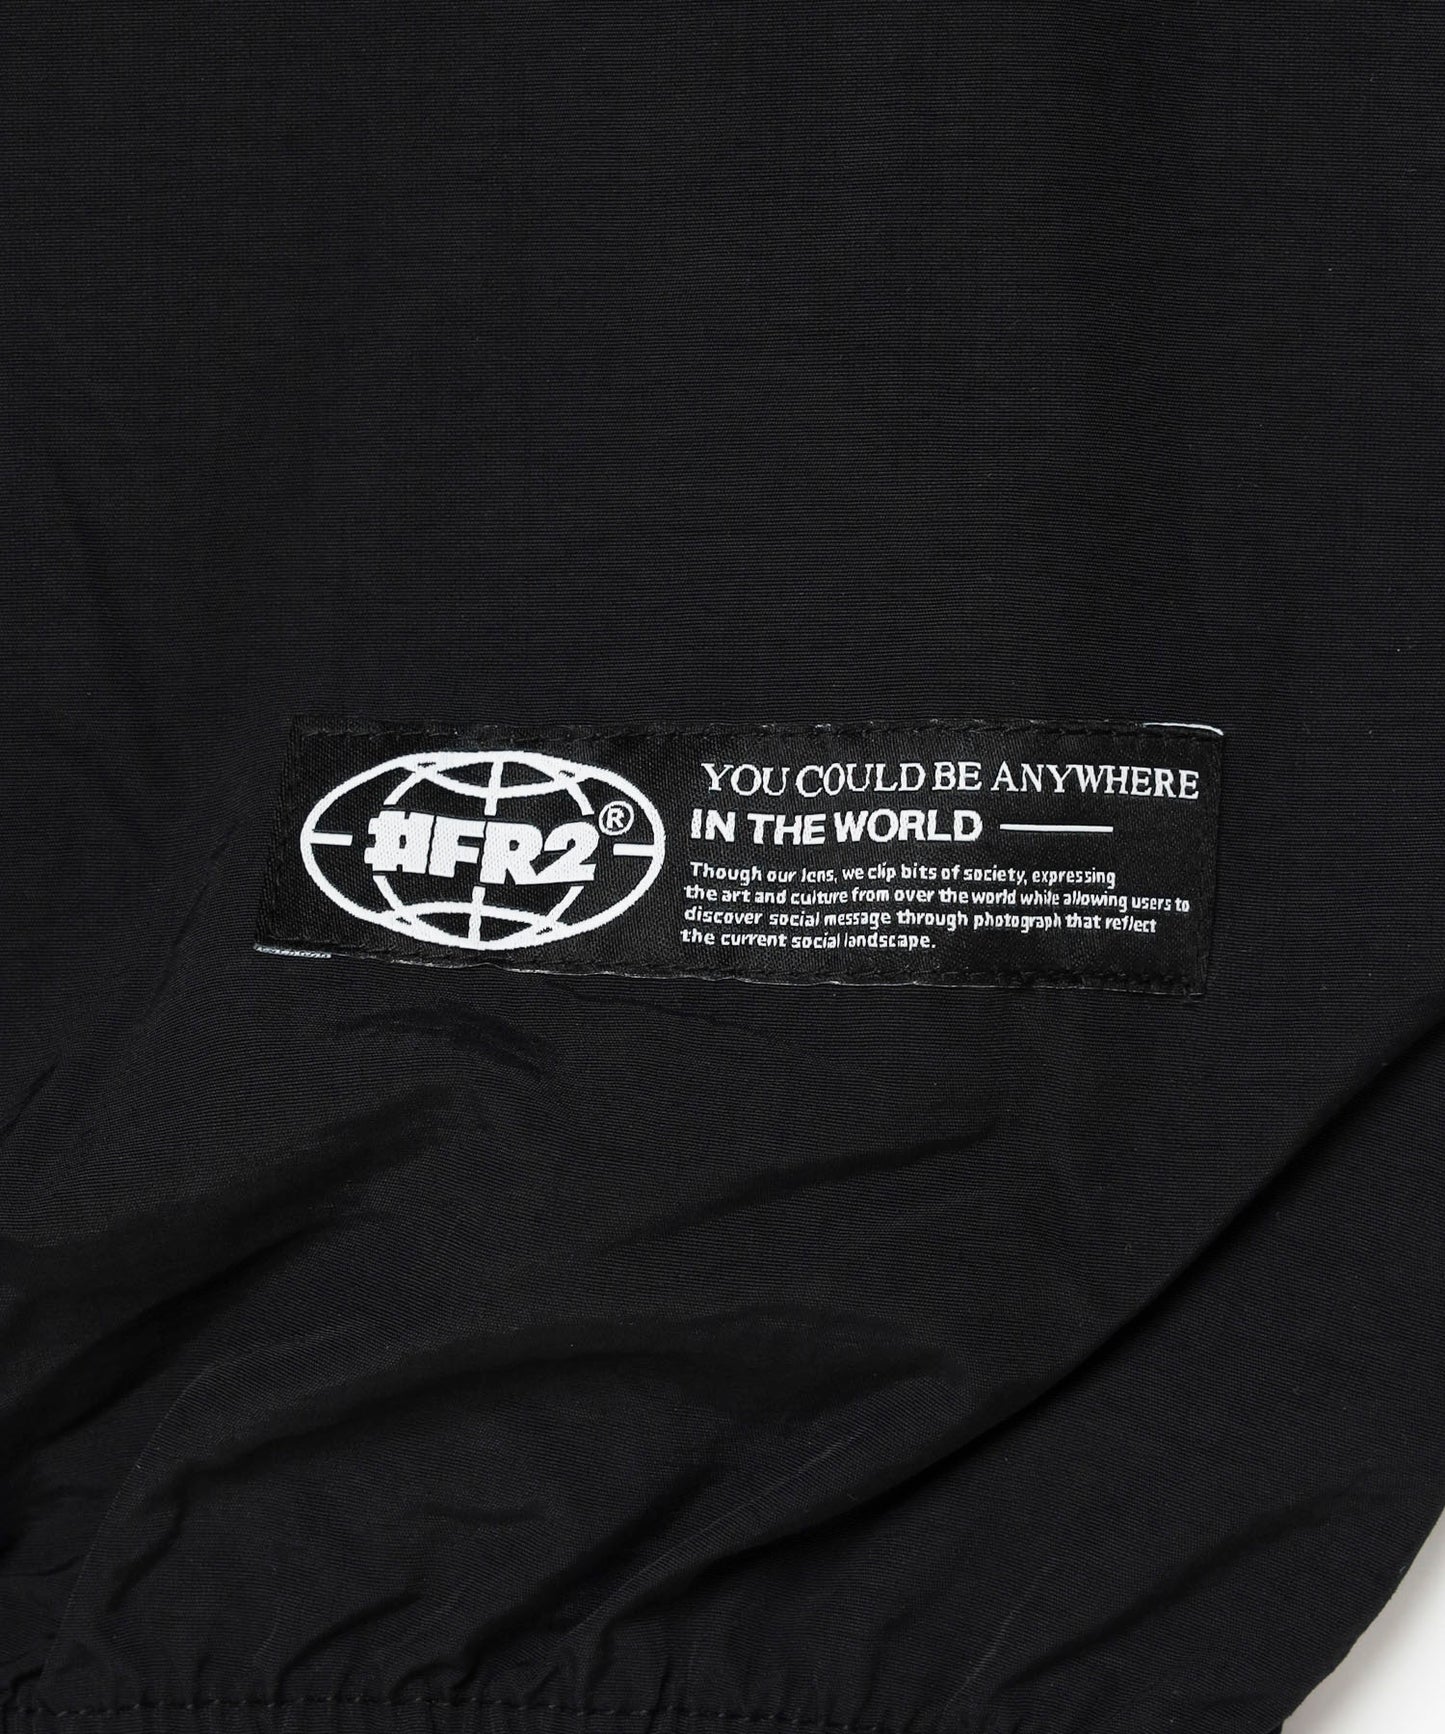 #FR2®
YOU COULD BE ANYWHERE
IN THE WORLD
Though our lens, we clip bits of society, expressing
the art and culture from over the world while allowing users to
discover social message through photograph that reflect
the current social landscape.